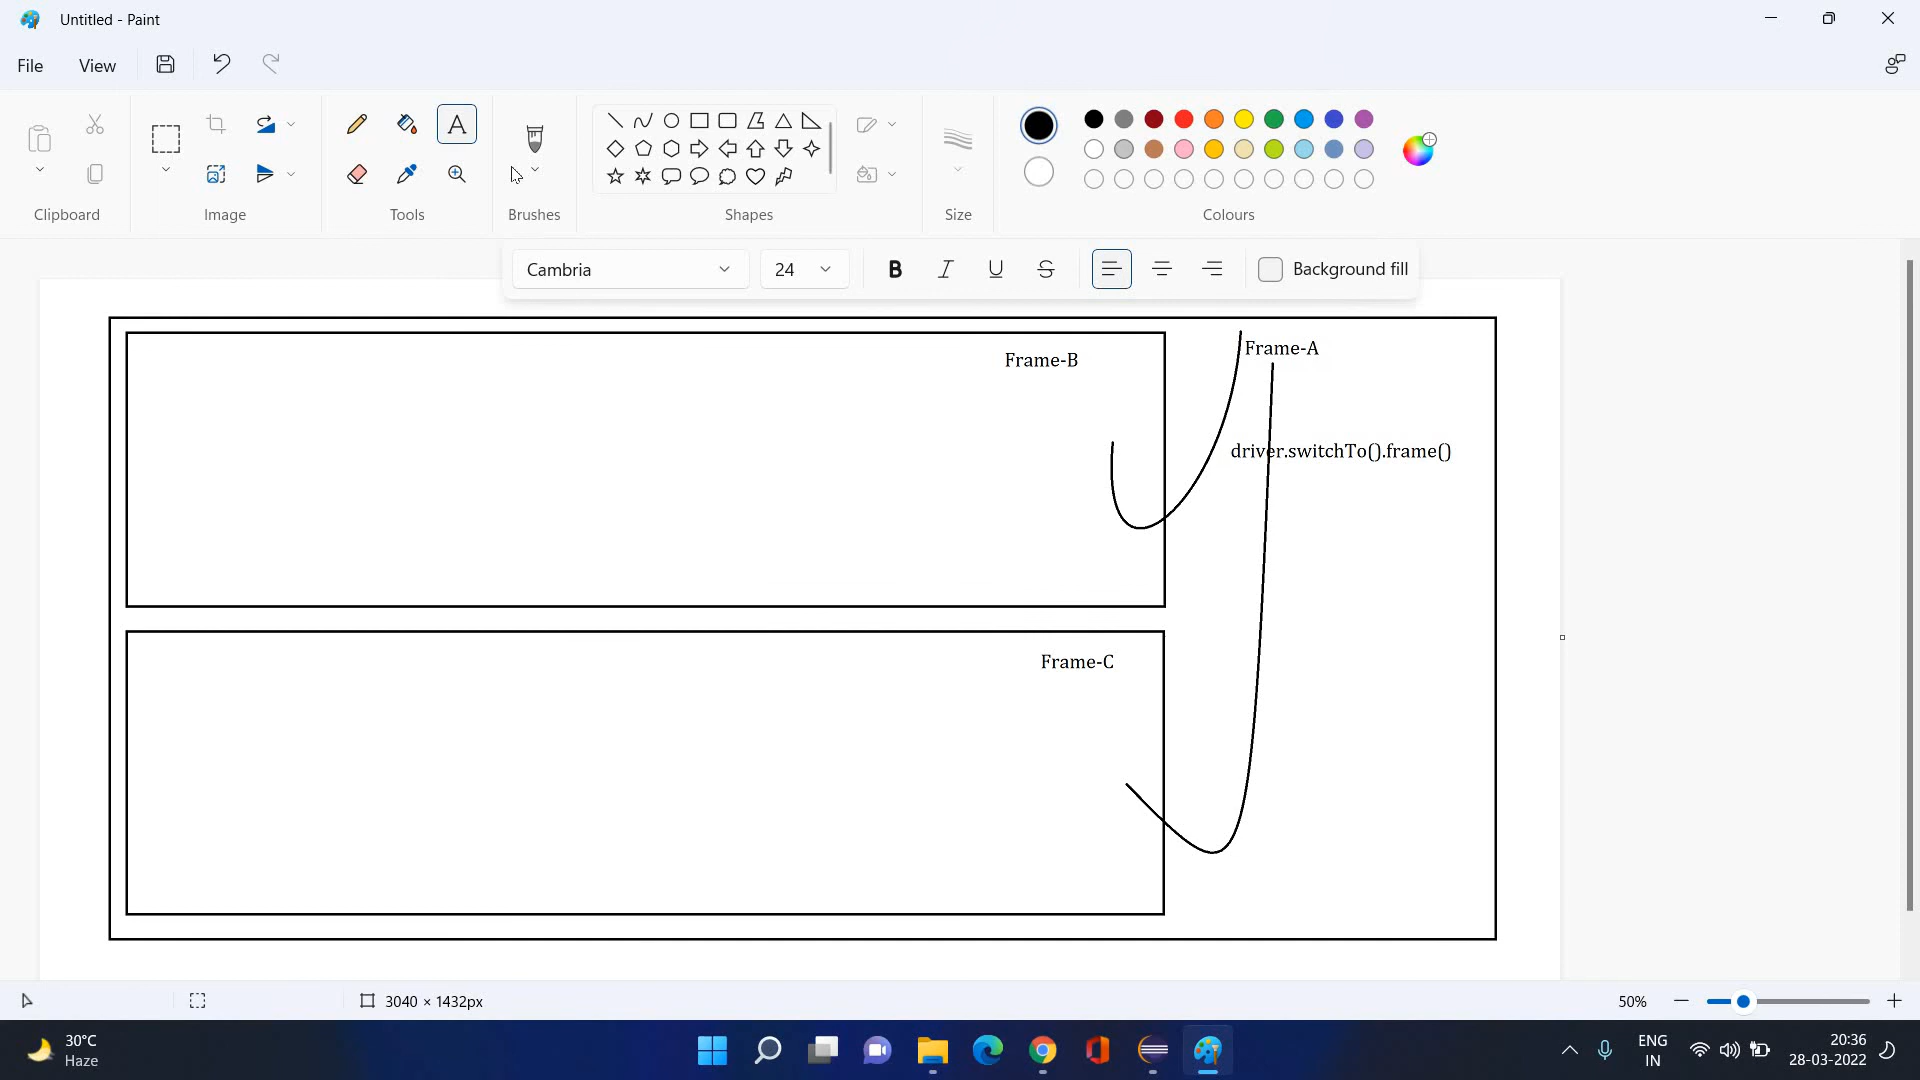 Untitled - Paint
File View
Clipboard Image Tools Brushes Shapes Size Colours
Cambria 24 B I U S Background fill
Frame-B
Frame-A
driver.switchTo().frame()
Frame-C
3040 × 1432px
50%
30°C
Haze
ENG
IN
20:36
28-03-2022